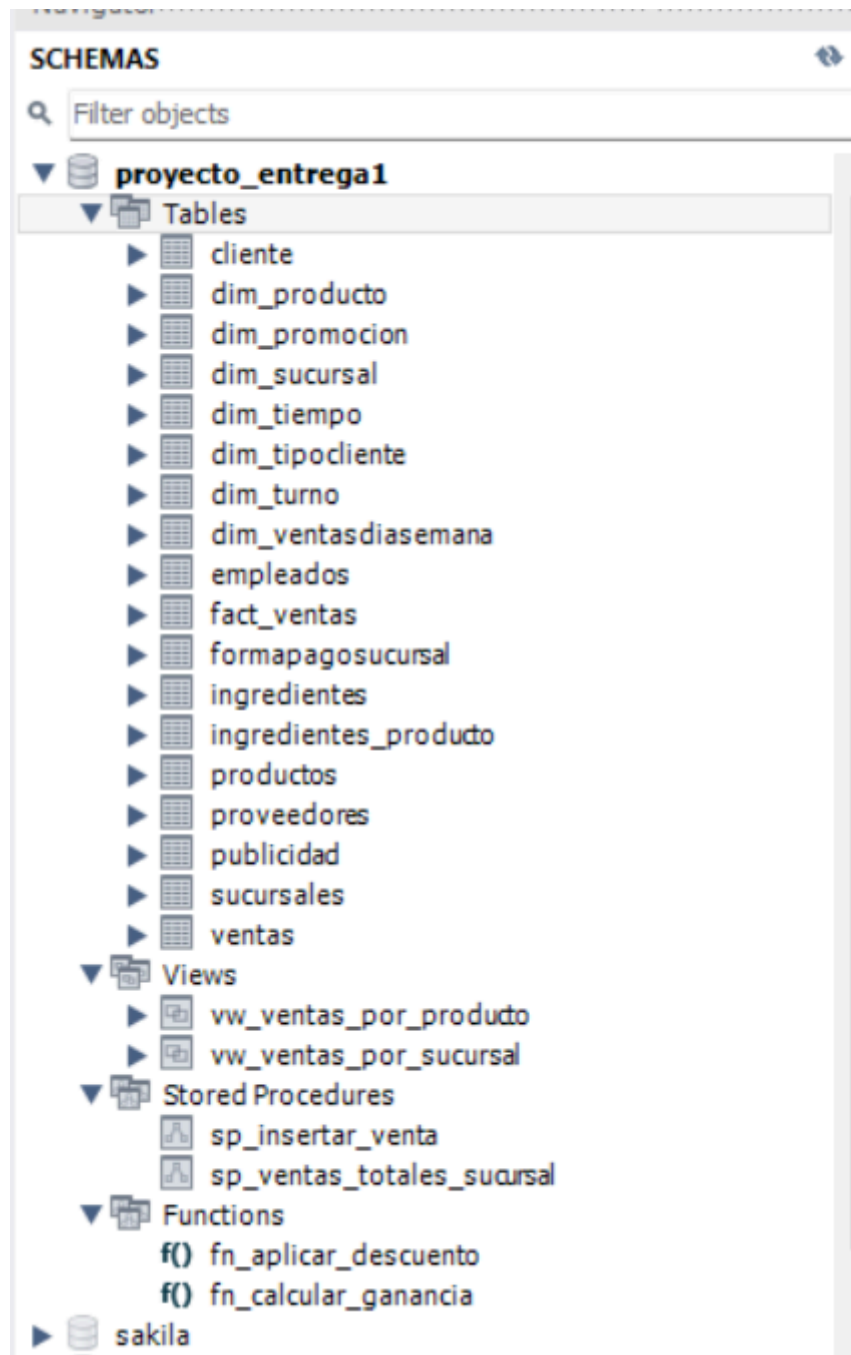 SCHEMAS
Filter objects
proyecto_entrega1
Tables
cliente
dim_producto
dim_promocion
dim_sucursal
dim_tiempo
dim_tipocliente
dim_turno
dim_ventasdiasemana
empleados
fact_ventas
formapagosucursal
ingredientes
ingredientes_producto
productos
proveedores
publicidad
sucursales
ventas
Views
vw_ventas_por_producto
vw_ventas_por_sucursal
Stored Procedures
sp_insertar_venta
sp_ventas_totales_sucursal
Functions
f() fn_aplicar_descuento
f() fn_calcular_ganancia
sakila